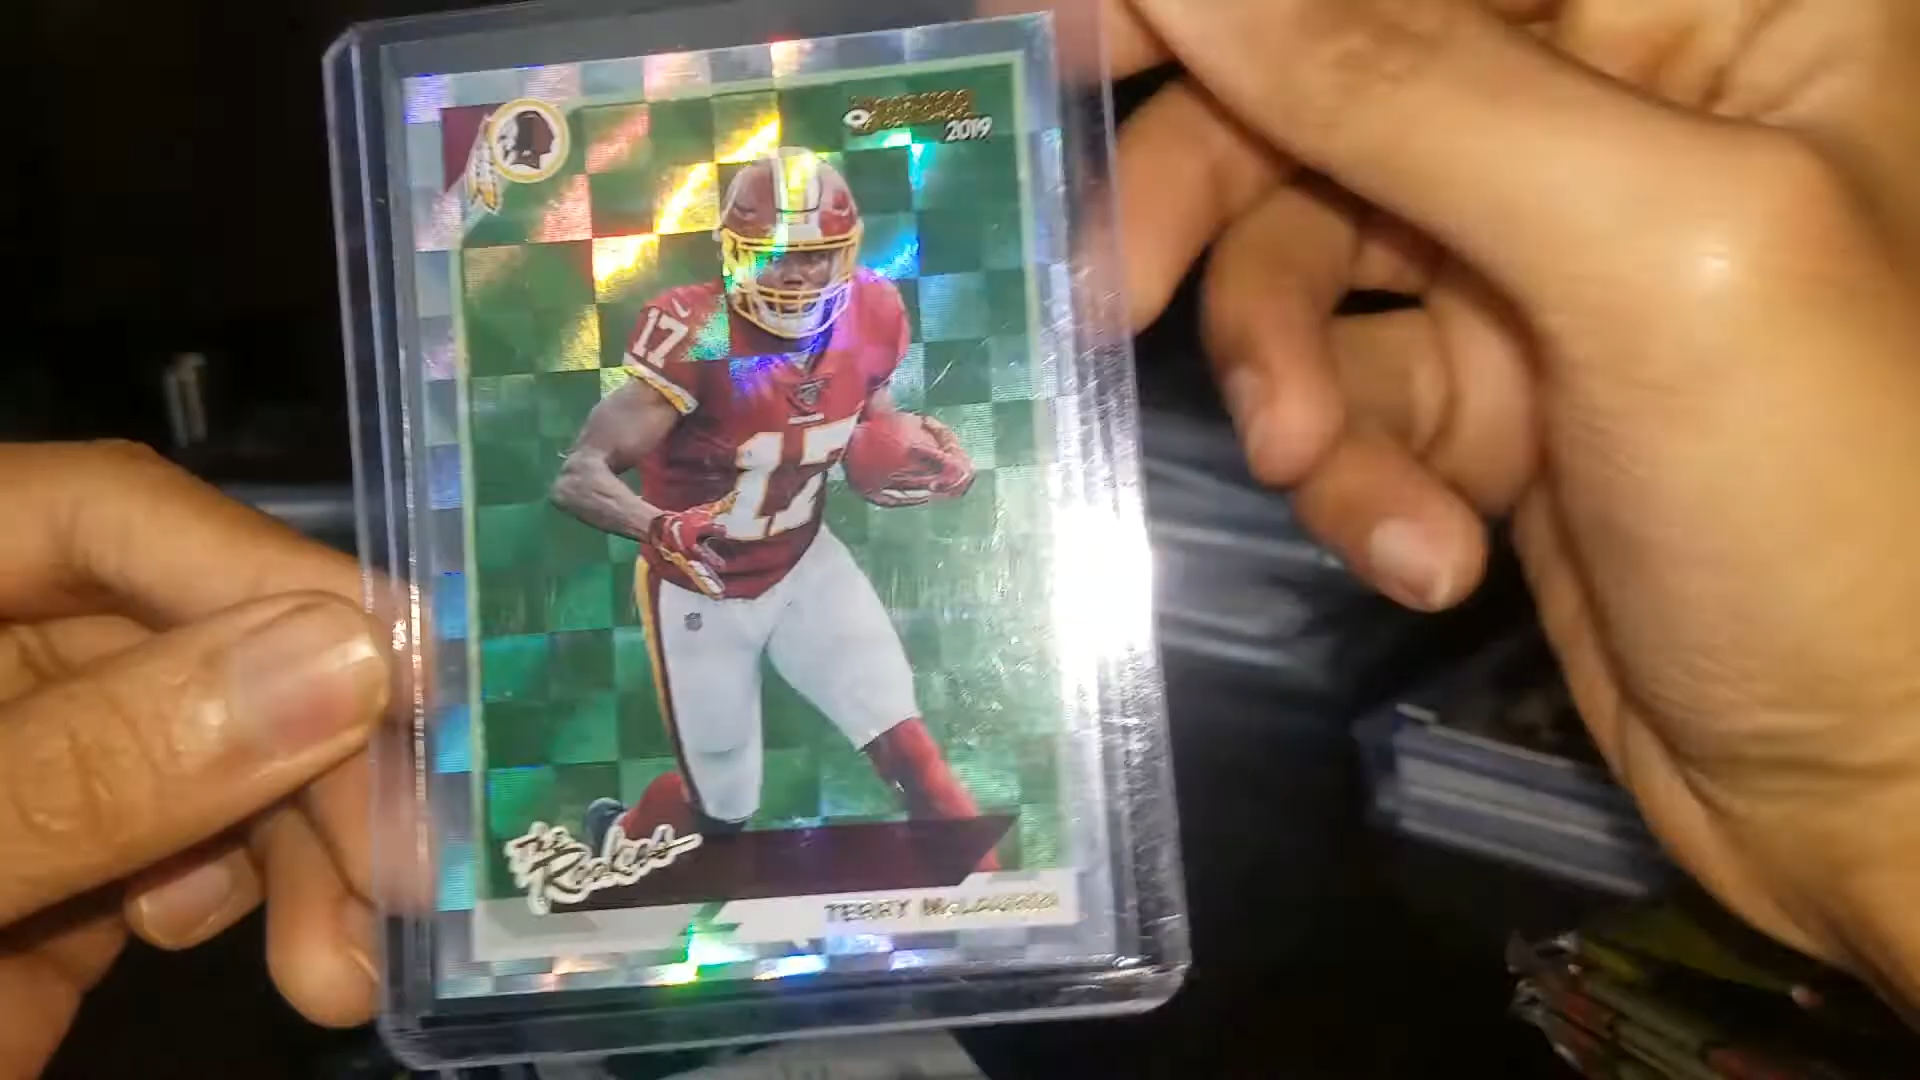 2019
17
17
The
Rookies
TERRY McLAURIN